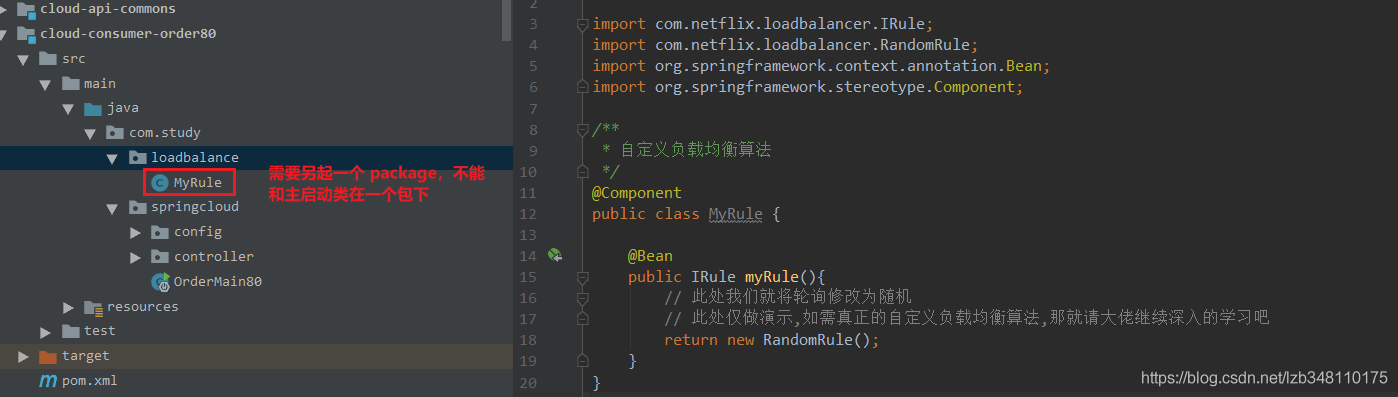 cloud-api-commons
cloud-consumer-order80
src
main
java
com.study
loadbalance
MyRule
springcloud
config
controller
OrderMain80
resources
test
target
pom.xml
需要另起一个 package，不能
和主启动类在一个包下
2
3 import com.netflix.loadbalancer.IRule;
4 import com.netflix.loadbalancer.RandomRule;
5 import org.springframework.context.annotation.Bean;
6 import org.springframework.stereotype.Component;
7
8 /**
9 * 自定义负载均衡算法
10 */
11 @Component
12 public class MyRule {
13
14 @Bean
15 public IRule myRule(){
16 // 此处我们就将轮询修改为随机
17 // 此处仅做演示,如需真正的自定义负载均衡算法,那就请大佬继续深入的学习吧
18 return new RandomRule();
19 }
20 }
https://blog.csdn.net/lzb348110175